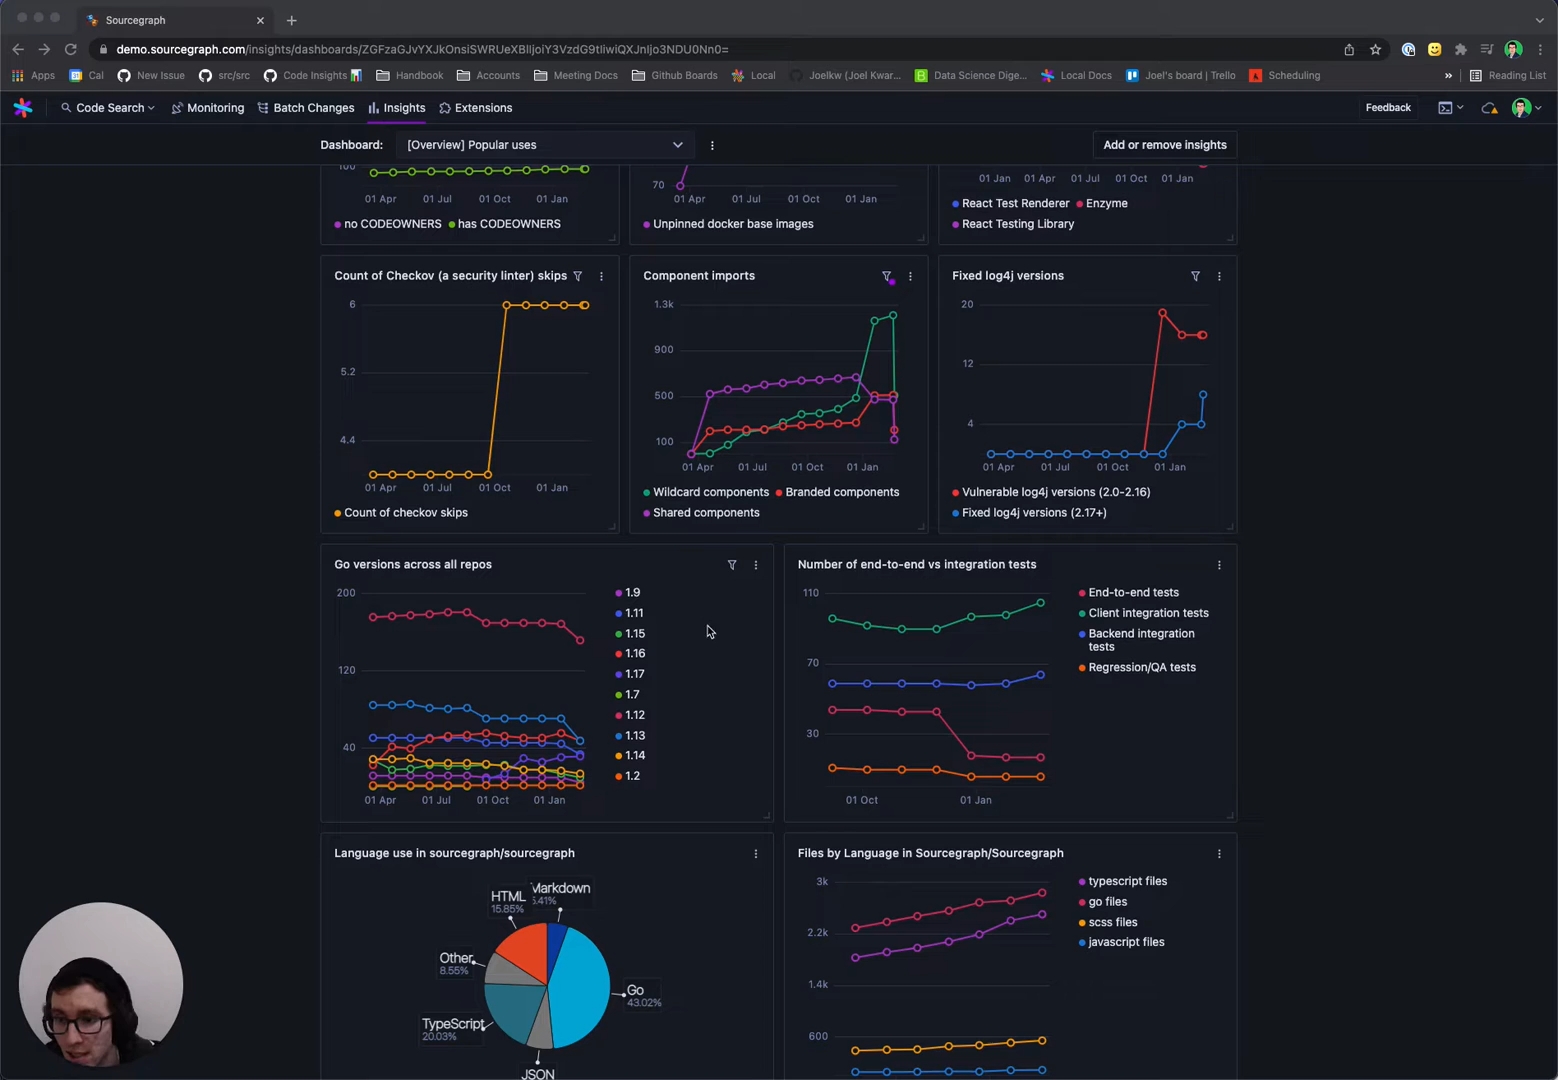 Sourcegraph
demo.sourcegraph.com/insights/dashboards/ZGFzaGJvYXJkOnsiSWRUeXBlIjoiY3VzdG9tIiwiQXJnIjo3NDU0Nn0=
Apps Cal New Issue src/src Code Insights Handbook Accounts Meeting Docs Github Boards Local Joelkw (Joel Kwar... Data Science Dige... Local Docs Joel's board | Trello Scheduling » Reading List
Code Search Monitoring Batch Changes Insights Extensions Feedback
Dashboard: [Overview] Popular uses Add or remove insights
100
01 Apr 01 Jul 01 Oct 01 Jan
no CODEOWNERS has CODEOWNERS
70
01 Apr 01 Jul 01 Oct 01 Jan
Unpinned docker base images
01 Jan 01 Apr 01 Jul 01 Oct 01 Jan
React Test Renderer Enzyme
React Testing Library
Count of Checkov (a security linter) skips
6
5.2
4.4
01 Apr 01 Jul 01 Oct 01 Jan
Count of checkov skips
Component imports
1.3k
900
500
100
01 Apr 01 Jul 01 Oct 01 Jan
Wildcard components Branded components
Shared components
Fixed log4j versions
20
12
4
01 Apr 01 Jul 01 Oct 01 Jan
Vulnerable log4j versions (2.0-2.16)
Fixed log4j versions (2.17+)
Go versions across all repos
200
120
40
01 Apr 01 Jul 01 Oct 01 Jan
1.9
1.11
1.15
1.16
1.17
1.7
1.12
1.13
1.14
1.2
Number of end-to-end vs integration tests
110
70
30
01 Oct 01 Jan
End-to-end tests
Client integration tests
Backend integration
tests
Regression/QA tests
Language use in sourcegraph/sourcegraph
Markdown
HTML
15.85%
Other
8.55%
Go
43.02%
TypeScript
20.03%
JSON
Files by Language in Sourcegraph/Sourcegraph
3k
2.2k
1.4k
600
typescript files
go files
scss files
javascript files